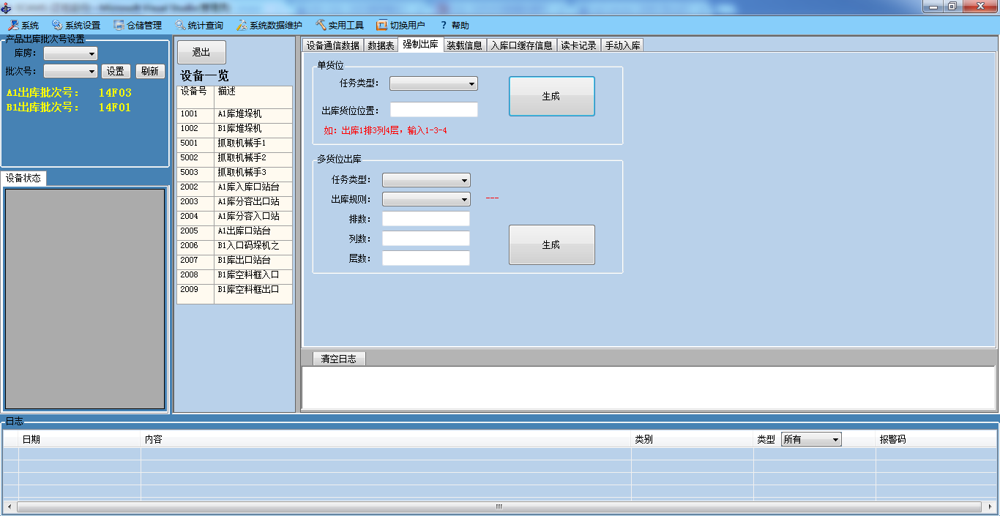 系统 系统设置 仓储管理 统计查询 系统数据维护 实用工具 切换用户 ? 帮助
产品出库批次号设置
库房：
批次号： 设置 刷新
A1出库批次号： 14F03
B1出库批次号： 14F01
设备状态
退出
设备一览
设备号 描述
1001 A1库堆垛机
1002 B1库堆垛机
5001 抓取机械手1
5002 抓取机械手2
5003 抓取机械手3
2002 A1库入库口站台
2003 A1库分容出口站
2004 A1库分容入口站
2005 A1出库口站台
2006 B1入口码垛机之
2007 B1库出口站台
2008 B1库空料框入口
2009 B1库空料框出口
设备通信数据 数据表 强制出库 装载信息 入库口缓存信息 读卡记录 手动入库
单货位
任务类型：
生成
出库货位位置：
如：出库1排3列4层，输入1-3-4
多货位出库
任务类型：
出库规则： ---
排数：
列数：
生成
层数：
清空日志
日志
日期 内容 类别 类型 所有 报警码